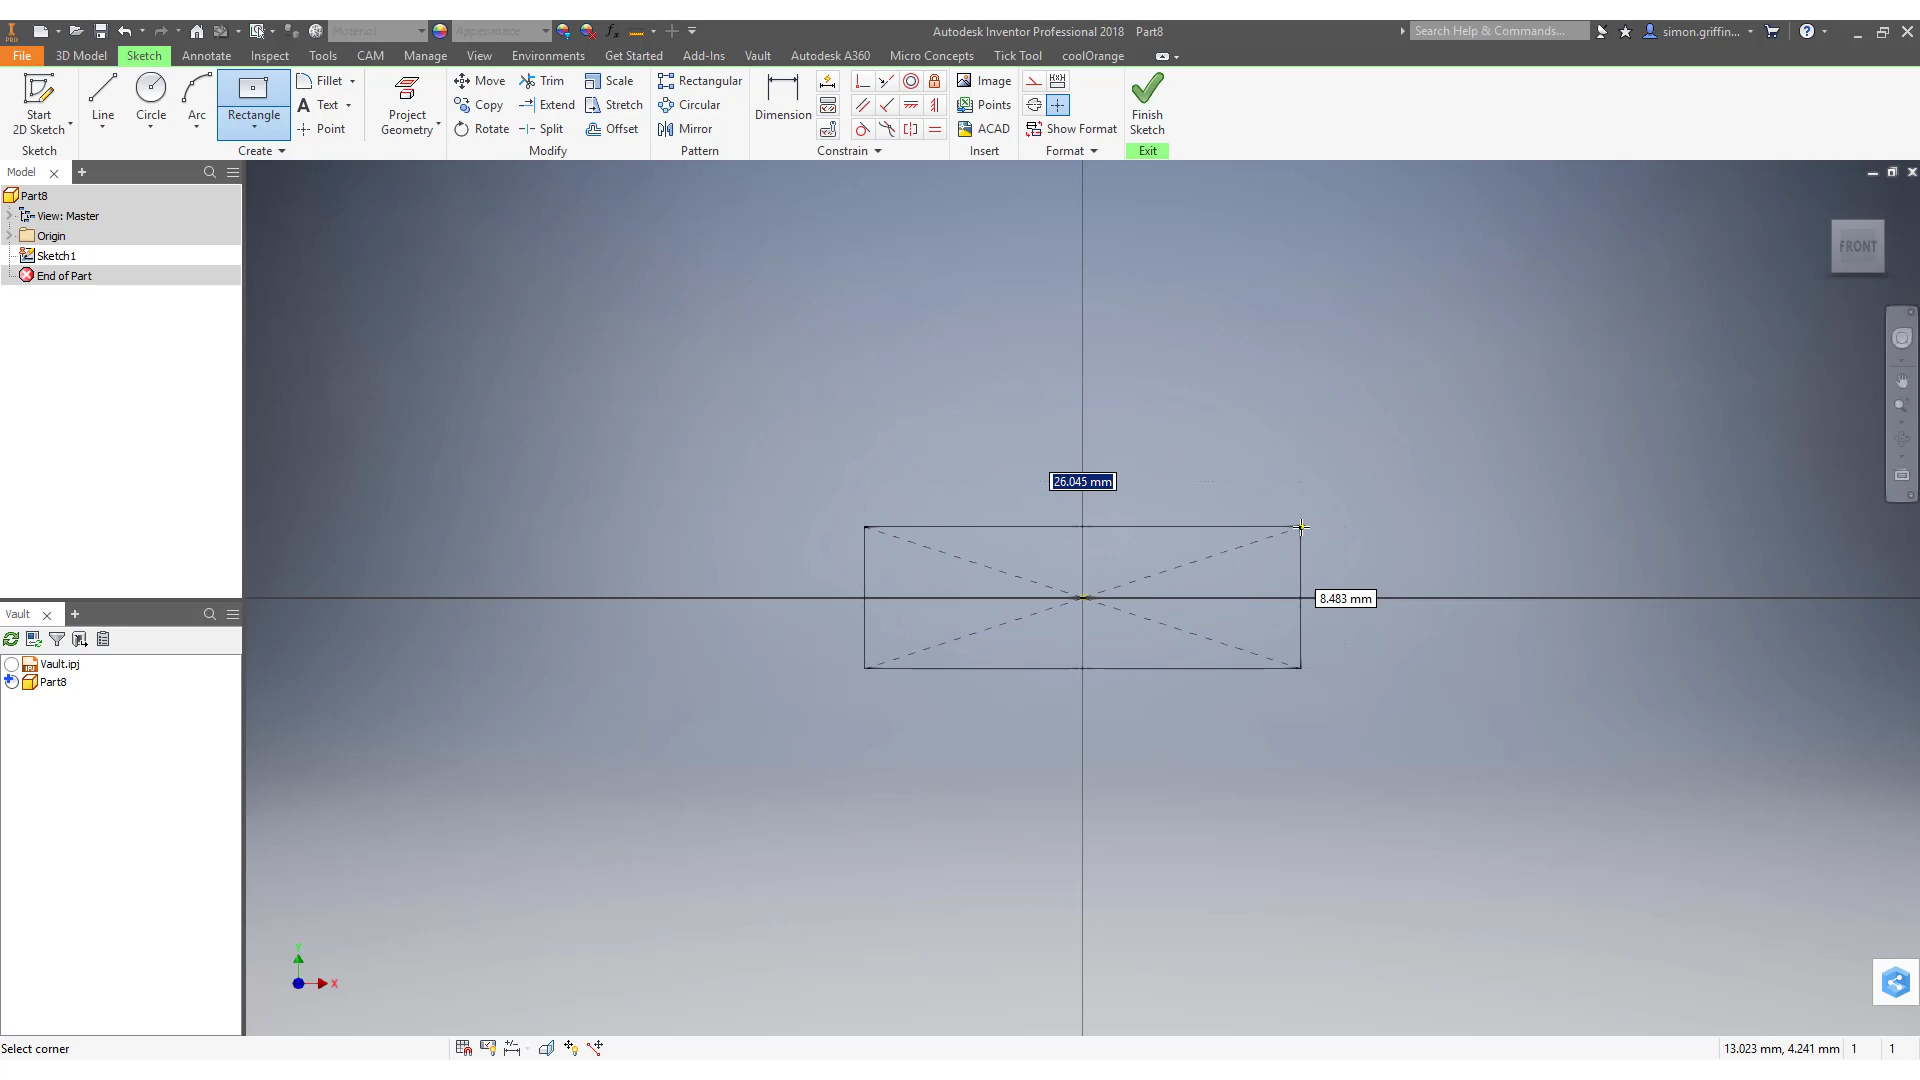 PRO
Material
Appearance
fx
Autodesk Inventor Professional 2018 Part8
Search Help & Commands...
simon.griffin...
File 3D Model Sketch Annotate Inspect Tools CAM Manage View Environments Get Started Add-Ins Vault Autodesk A360 Micro Concepts Tick Tool coolOrange
Start
2D Sketch
Line
Circle
Arc
Rectangle
Fillet
Text
Point
Project
Geometry
Move
Copy
Rotate
Trim
Extend
Split
Scale
Stretch
Offset
Rectangular
Circular
Mirror
Dimension
Image
Points
ACAD
Show Format
Finish
Sketch
Sketch Create Modify Pattern Constrain Insert Format Exit
Model
Part8
View: Master
Origin
Sketch1
End of Part
FRONT
26.045 mm
8.483 mm
Vault
Vault.ipj
Part8
Y
X
Select corner
13.023 mm, 4.241 mm 1 1